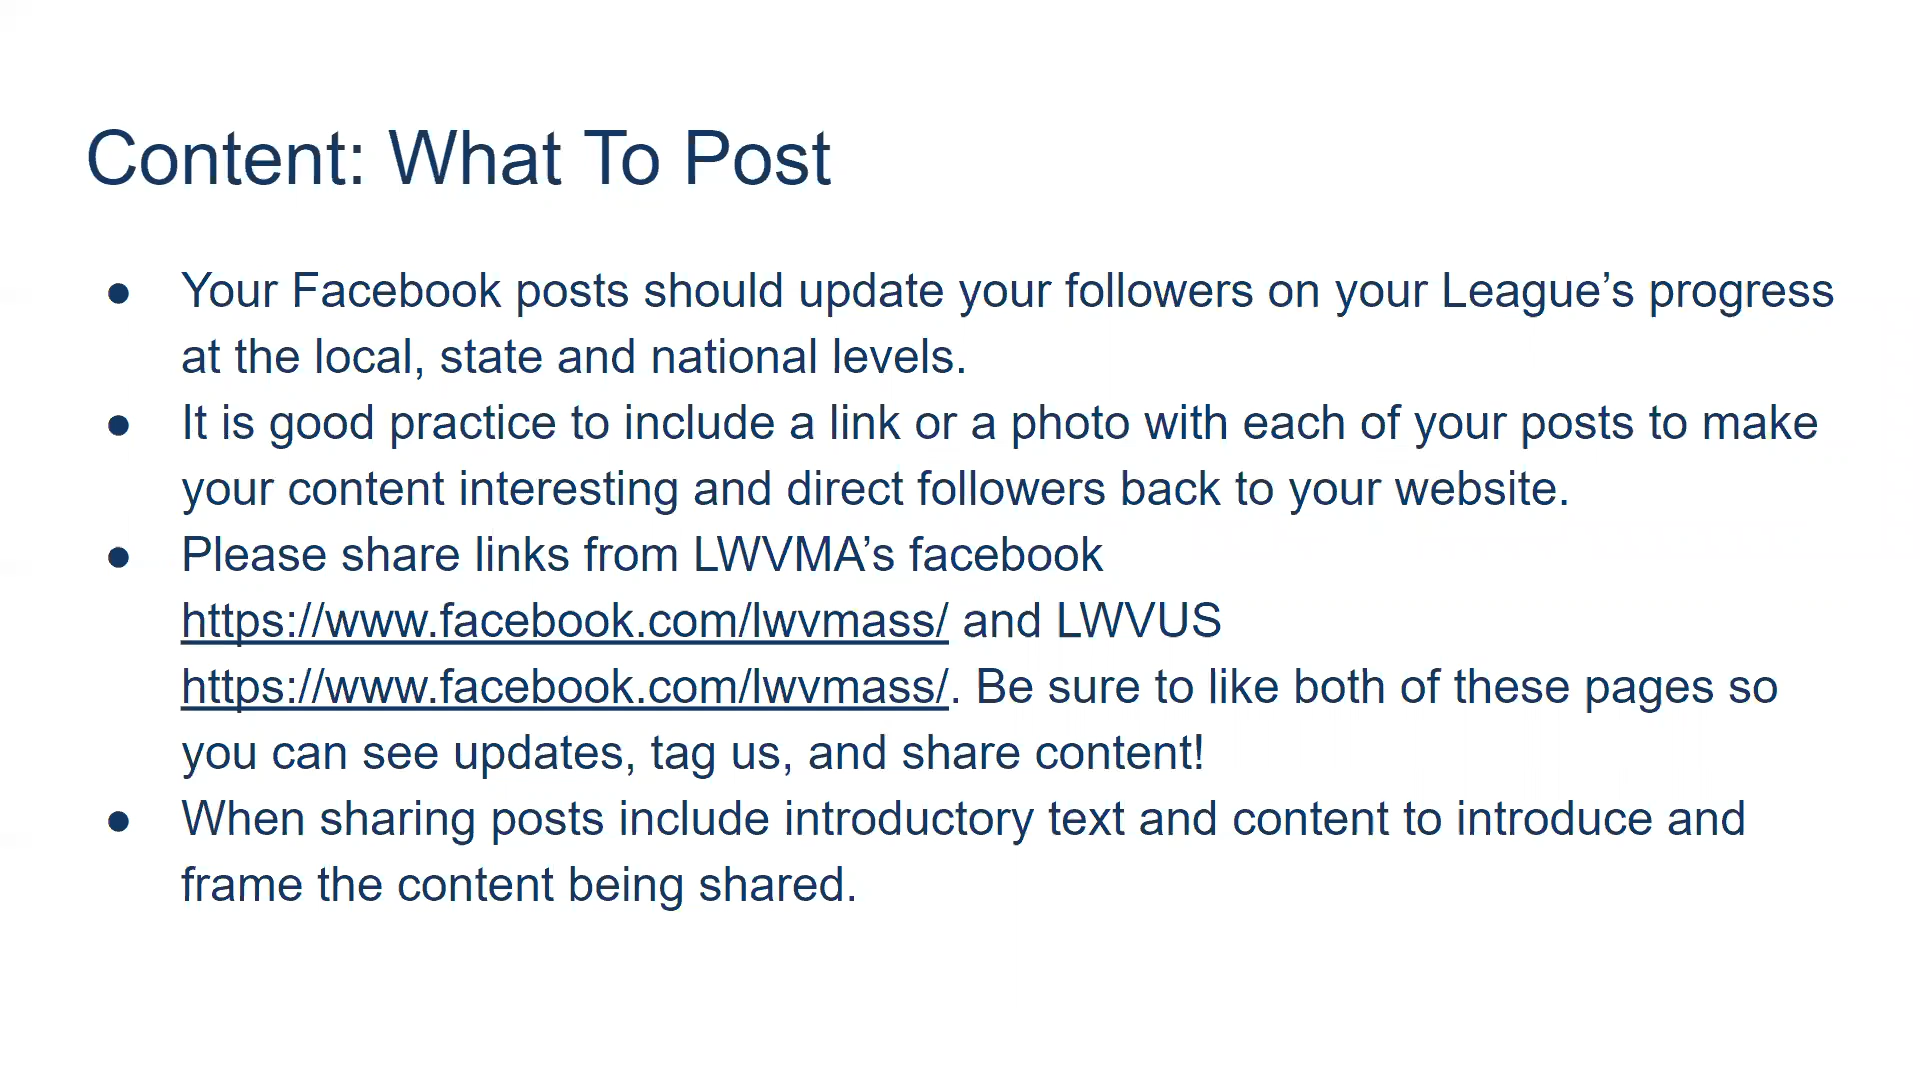 Content: What To Post
● Your Facebook posts should update your followers on your League’s progress
at the local, state and national levels.
● It is good practice to include a link or a photo with each of your posts to make
your content interesting and direct followers back to your website.
● Please share links from LWVMA’s facebook
https://www.facebook.com/lwvmass/ and LWVUS
https://www.facebook.com/lwvmass/. Be sure to like both of these pages so
you can see updates, tag us, and share content!
● When sharing posts include introductory text and content to introduce and
frame the content being shared.